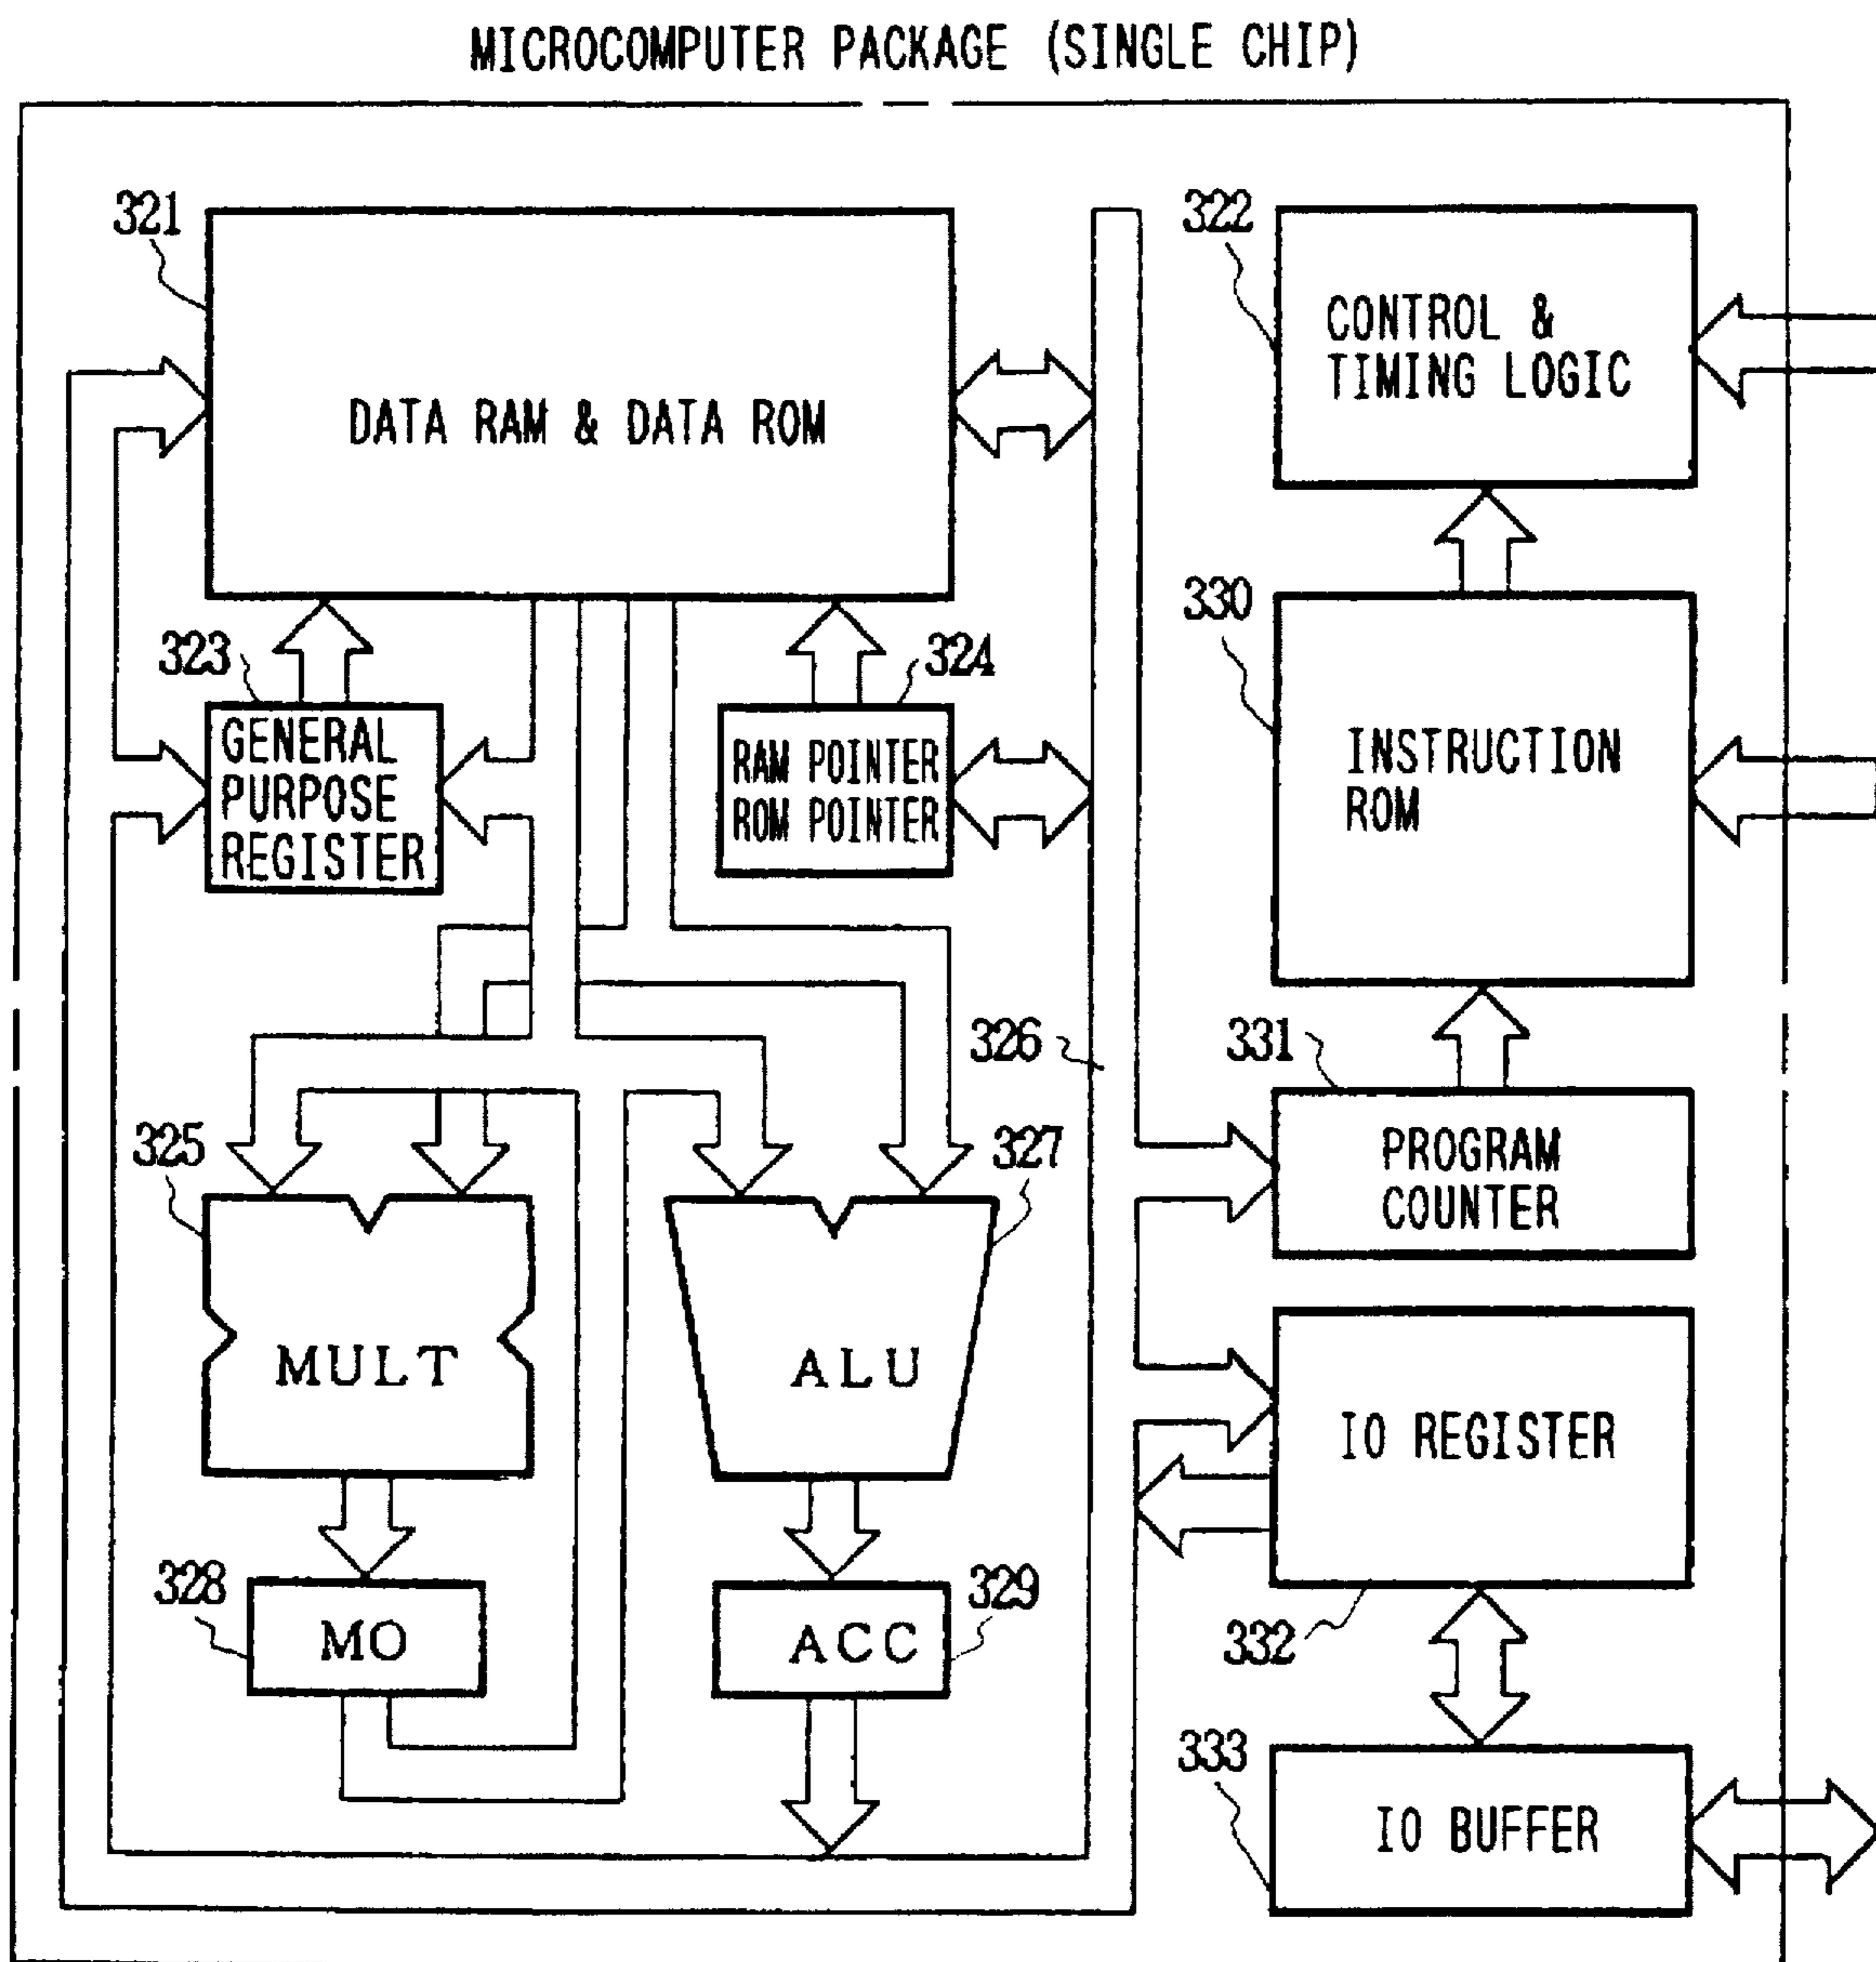 MICROCOMPUTER PACKAGE (SINGLE CHIP)
321
DATA RAM & DATA ROM
322
CONTROL &
TIMING LOGIC
323
GENERAL
PURPOSE
REGISTER
324
RAM POINTER
ROM POINTER
330
INSTRUCTION
ROM
326
331
PROGRAM
COUNTER
325
MULT
327
ALU
IO REGISTER
332
328
MO
329
ACC
333
IO BUFFER